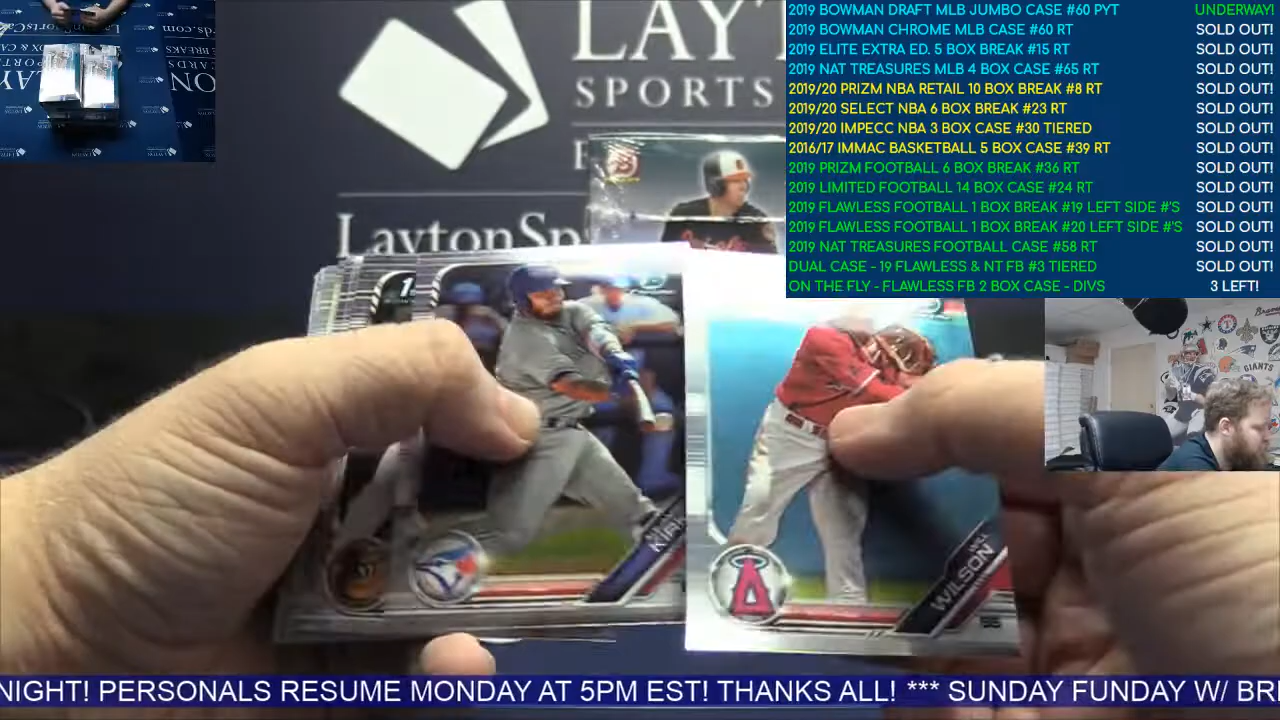 2019 BOWMAN DRAFT MLB JUMBO CASE #60 PYT UNDERWAY!
2019 BOWMAN CHROME MLB CASE #60 RT SOLD OUT!
2019 ELITE EXTRA ED. 5 BOX BREAK #15 RT SOLD OUT!
2019 NAT TREASURES MLB 4 BOX CASE #65 RT SOLD OUT!
2019/20 PRIZM NBA RETAIL 10 BOX BREAK #8 RT SOLD OUT!
2019/20 SELECT NBA 6 BOX BREAK #23 RT SOLD OUT!
2019/20 IMPECC NBA 3 BOX CASE #30 TIERED SOLD OUT!
2016/17 IMMAC BASKETBALL 5 BOX CASE #39 RT SOLD OUT!
2019 PRIZM FOOTBALL 6 BOX BREAK #36 RT SOLD OUT!
2019 LIMITED FOOTBALL 14 BOX CASE #24 RT SOLD OUT!
2019 FLAWLESS FOOTBALL 1 BOX BREAK #19 LEFT SIDE #'S SOLD OUT!
2019 FLAWLESS FOOTBALL 1 BOX BREAK #20 LEFT SIDE #'S SOLD OUT!
2019 NAT TREASURES FOOTBALL CASE #58 RT SOLD OUT!
DUAL CASE - 19 FLAWLESS & NT FB #3 TIERED SOLD OUT!
ON THE FLY - FLAWLESS FB 2 BOX CASE - DIVS 3 LEFT!
LAYT
SPORTS
LaytonSp
GIANTS
WILL
WILSON
NIGHT! PERSONALS RESUME MONDAY AT 5PM EST! THANKS ALL! *** SUNDAY FUNDAY W/ BRE